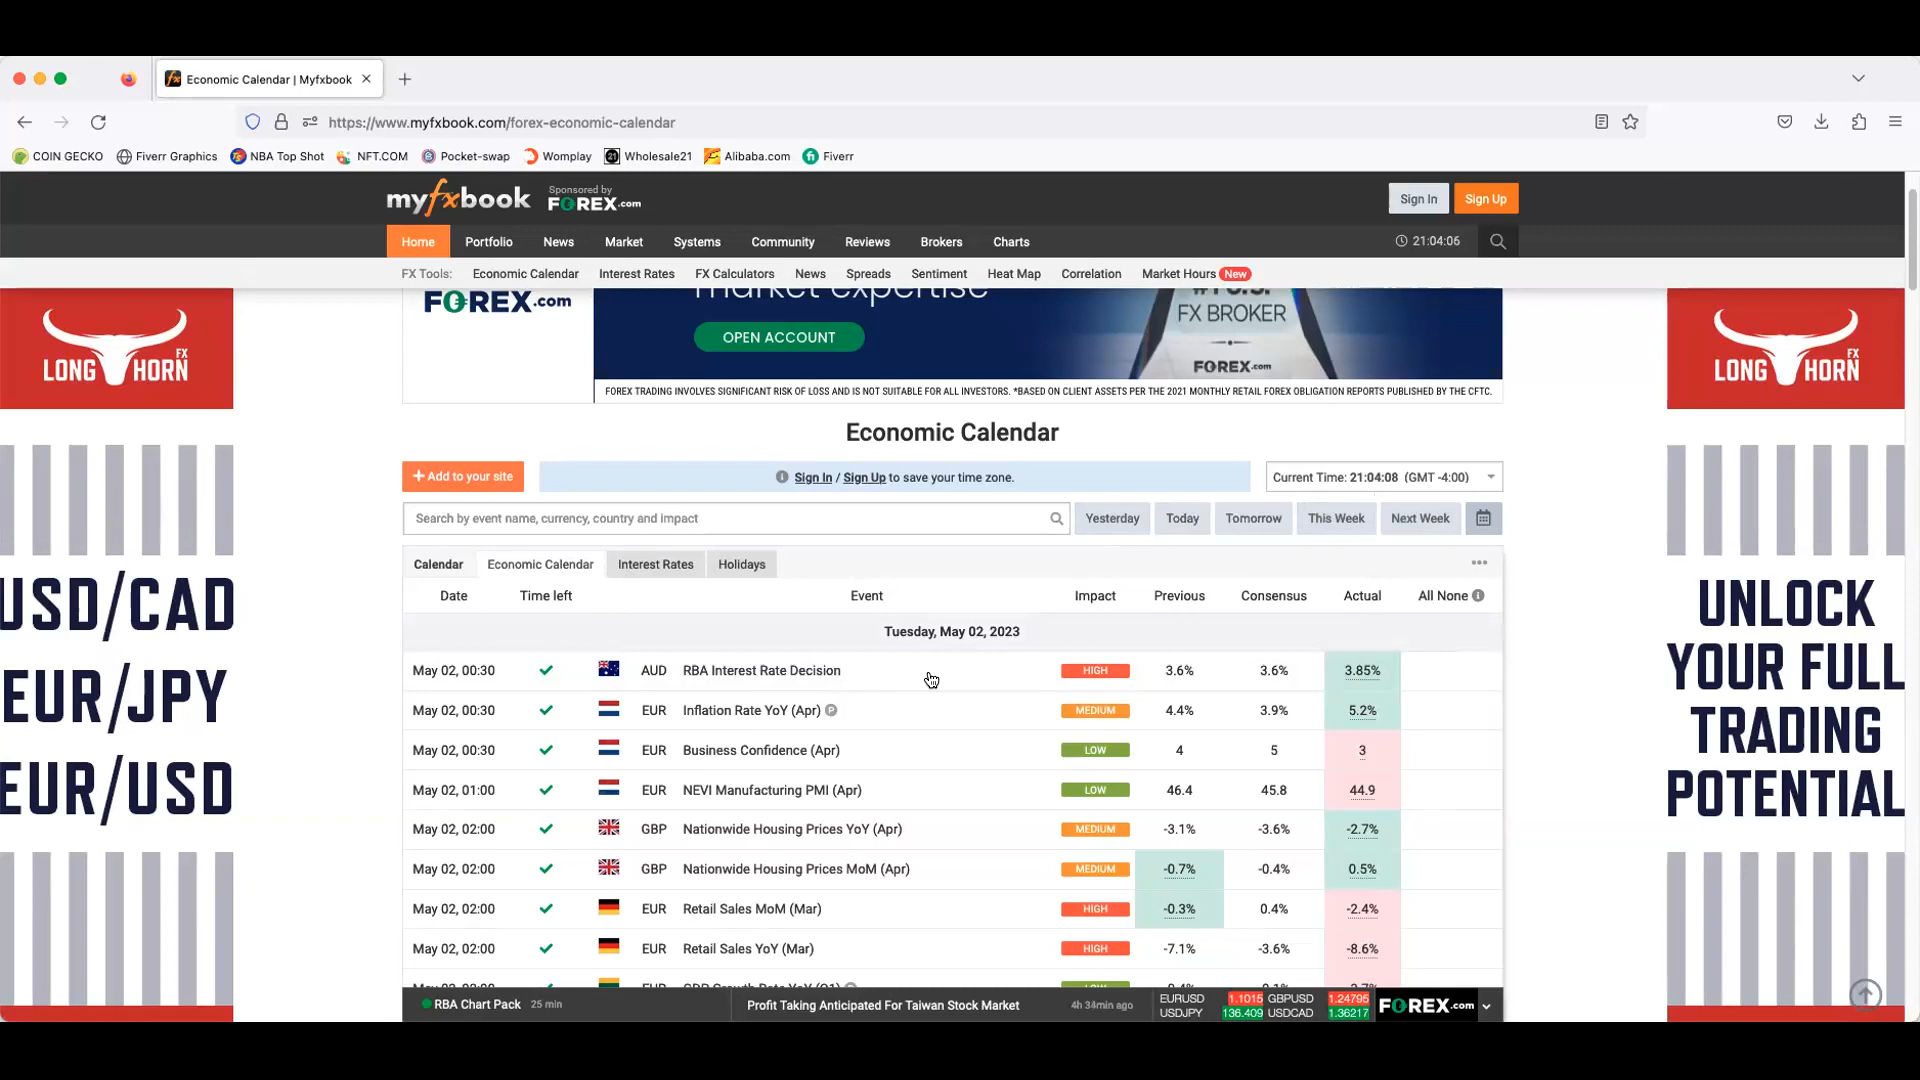 Economic Calendar | Myfxbook
https://www.myfxbook.com/forex-economic-calendar
COIN GECKO Fiverr Graphics NBA Top Shot NFT.COM Pocket-swap Womplay Wholesale21 Alibaba.com Fiverr
myfxbook Sponsored by FOREX.com Sign In Sign Up
Home Portfolio News Market Systems Community Reviews Brokers Charts 21:04:06
FX Tools: Economic Calendar Interest Rates FX Calculators News Spreads Sentiment Heat Map Correlation Market Hours New
FOREX.com market expertise
FX BROKER
OPEN ACCOUNT
FOREX.com
FOREX TRADING INVOLVES SIGNIFICANT RISK OF LOSS AND IS NOT SUITABLE FOR ALL INVESTORS. *BASED ON CLIENT ASSETS PER THE 2021 MONTHLY RETAIL FOREX OBLIGATION REPORTS PUBLISHED BY THE CFTC.
LONG HORN FX
USD/CAD
EUR/JPY
EUR/USD
Economic Calendar
+ Add to your site Sign In / Sign Up to save your time zone. Current Time: 21:04:08 (GMT -4:00)
Search by event name, currency, country and impact Yesterday Today Tomorrow This Week Next Week
Calendar Economic Calendar Interest Rates Holidays
Date Time left Event Impact Previous Consensus Actual All None
Tuesday, May 02, 2023
May 02, 00:30 AUD RBA Interest Rate Decision HIGH 3.6% 3.6% 3.85%
May 02, 00:30 EUR Inflation Rate YoY (Apr) P MEDIUM 4.4% 3.9% 5.2%
May 02, 00:30 EUR Business Confidence (Apr) LOW 4 5 3
May 02, 01:00 EUR NEVI Manufacturing PMI (Apr) LOW 46.4 45.8 44.9
May 02, 02:00 GBP Nationwide Housing Prices YoY (Apr) MEDIUM -3.1% -3.6% -2.7%
May 02, 02:00 GBP Nationwide Housing Prices MoM (Apr) MEDIUM -0.7% -0.4% 0.5%
May 02, 02:00 EUR Retail Sales MoM (Mar) HIGH -0.3% 0.4% -2.4%
May 02, 02:00 EUR Retail Sales YoY (Mar) HIGH -7.1% -3.6% -8.6%
RBA Chart Pack 25 min Profit Taking Anticipated For Taiwan Stock Market 4h 34min ago
EURUSD 1.1015 GBPUSD 1.24795
USDJPY 136.409 USDCAD 1.36217
FOREX.com
LONG HORN FX
UNLOCK
YOUR FULL
TRADING
POTENTIAL